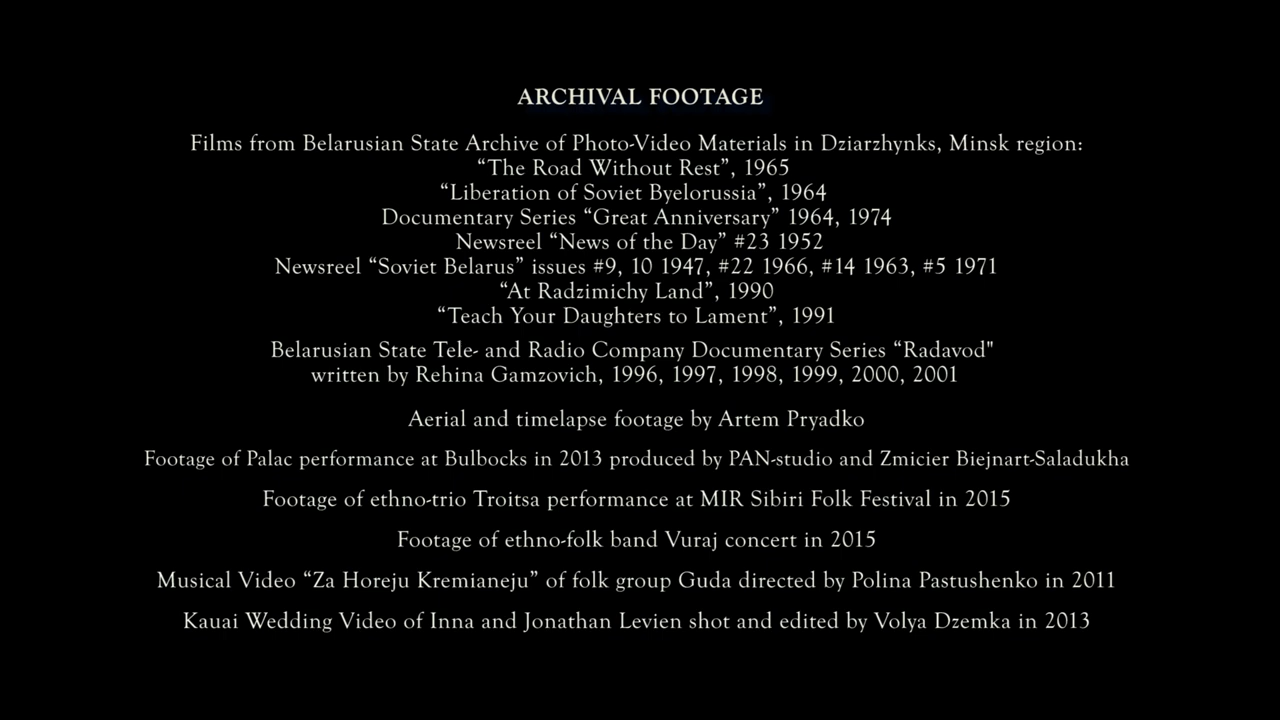 ARCHIVAL FOOTAGE
Films from Belarusian State Archive of Photo-Video Materials in Dziarzhynks, Minsk region:
“The Road Without Rest”, 1965
“Liberation of Soviet Byelorussia”, 1964
Documentary Series “Great Anniversary” 1964, 1974
Newsreel “News of the Day” #23 1952
Newsreel “Soviet Belarus” issues #9, 10 1947, #22 1966, #14 1963, #5 1971
“At Radzimichy Land”, 1990
“Teach Your Daughters to Lament”, 1991
Belarusian State Tele- and Radio Company Documentary Series “Radavod"
written by Rehina Gamzovich, 1996, 1997, 1998, 1999, 2000, 2001
Aerial and timelapse footage by Artem Pryadko
Footage of Palac performance at Bulbocks in 2013 produced by PAN-studio and Zmicier Biejnart-Saladukha
Footage of ethno-trio Troitsa performance at MIR Sibiri Folk Festival in 2015
Footage of ethno-folk band Vuraj concert in 2015
Musical Video “Za Horeju Kremianeju” of folk group Guda directed by Polina Pastushenko in 2011
Kauai Wedding Video of Inna and Jonathan Levien shot and edited by Volya Dzemka in 2013